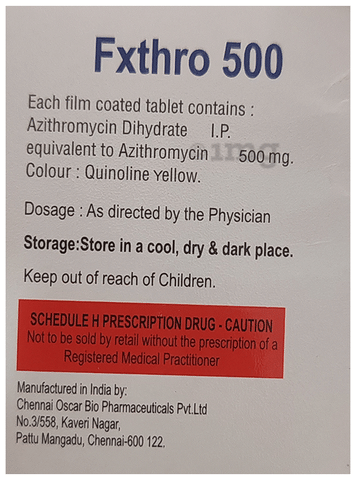 Fxthro 500
Each film coated tablet contains :
Azithromycin Dihydrate I.P.
equivalent to Azithromycin 500 mg.
Colour : Quinoline Yellow.
Dosage : As directed by the Physician
Storage:Store in a cool, dry & dark place.
Keep out of reach of Children.
SCHEDULE H PRESCRIPTION DRUG - CAUTION
Not to be sold by retail without the prescription of a
Registered Medical Practitioner
Manufactured in India by:
Chennai Oscar Bio Pharmaceuticals Pvt.Ltd
No.3/558, Kaveri Nagar,
Pattu Mangadu, Chennai-600 122.